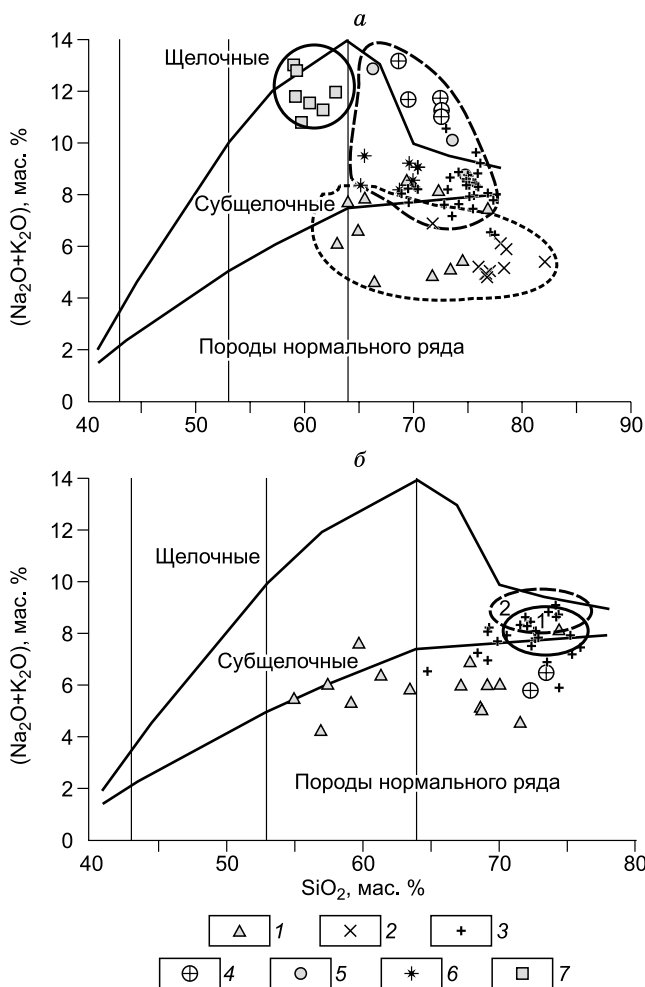 а
14
12
10
8
6
4
2
0
(Na₂O+K₂O), мас. %
Щелочные
Субщелочные
Породы нормального ряда
40 50 60 70 80 90
б
14
12
10
8
6
4
2
0
(Na₂O+K₂O), мас. %
Щелочные
2
1
Субщелочные
Породы нормального ряда
40 50 60 70 80
SiO₂, мас. %
1 2 3
4 5 6 7